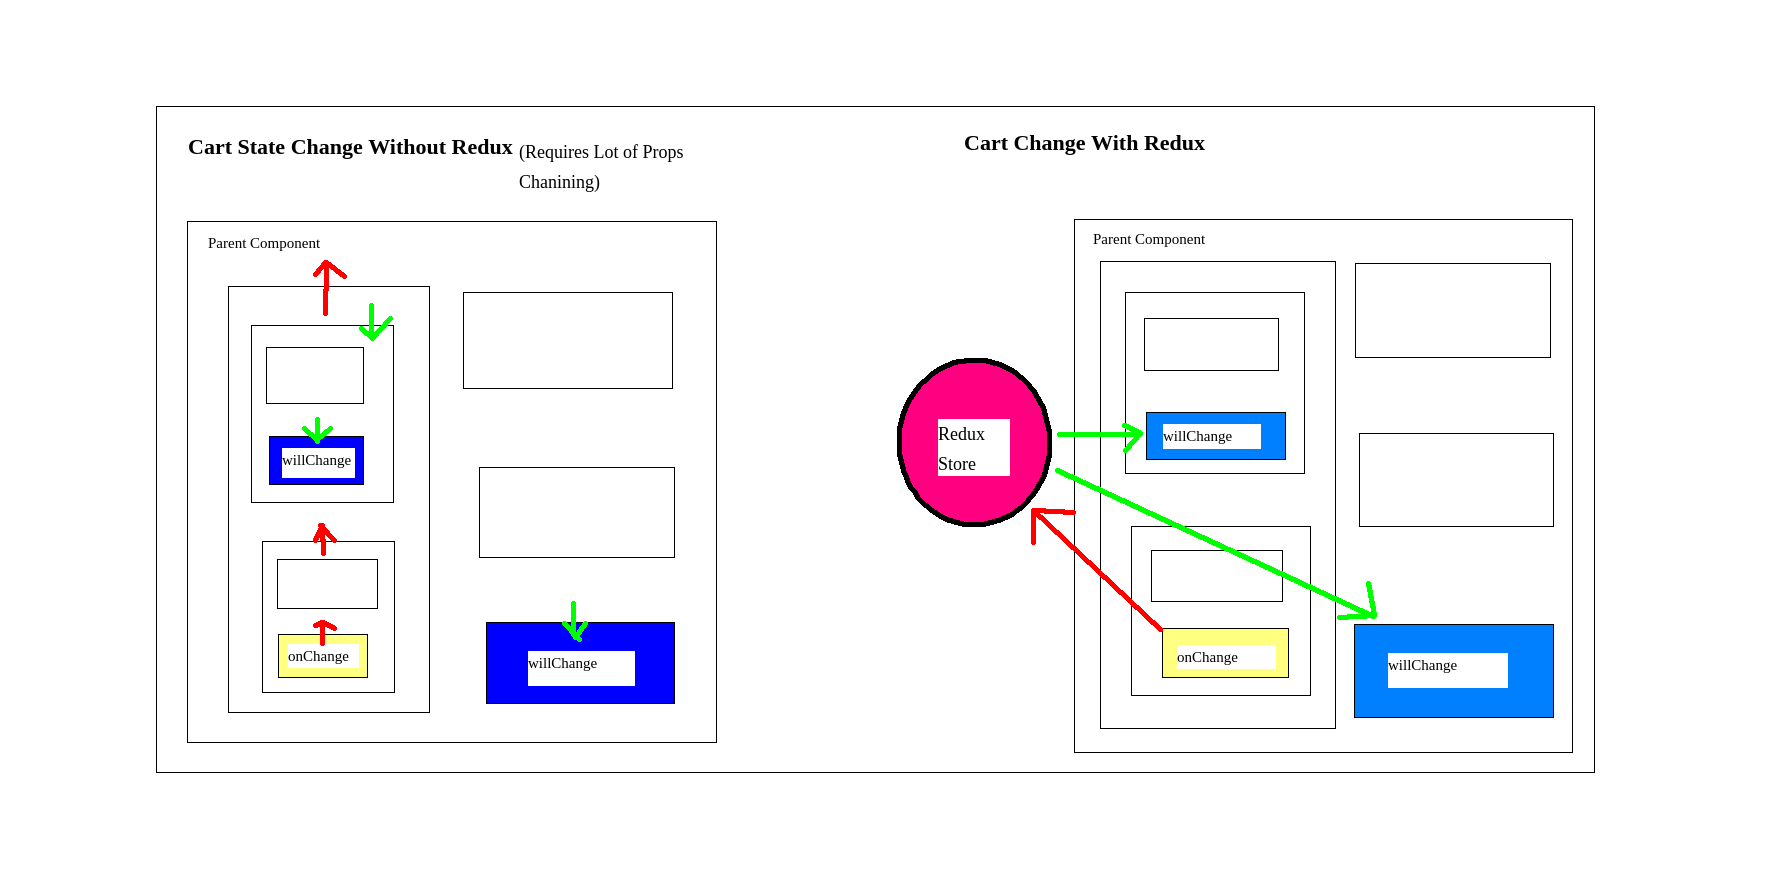 Cart State Change Without Redux (Requires Lot of Props
Chanining)
Parent Component
willChange
onChange
willChange
Cart Change With Redux
Parent Component
Redux
Store
willChange
onChange
willChange